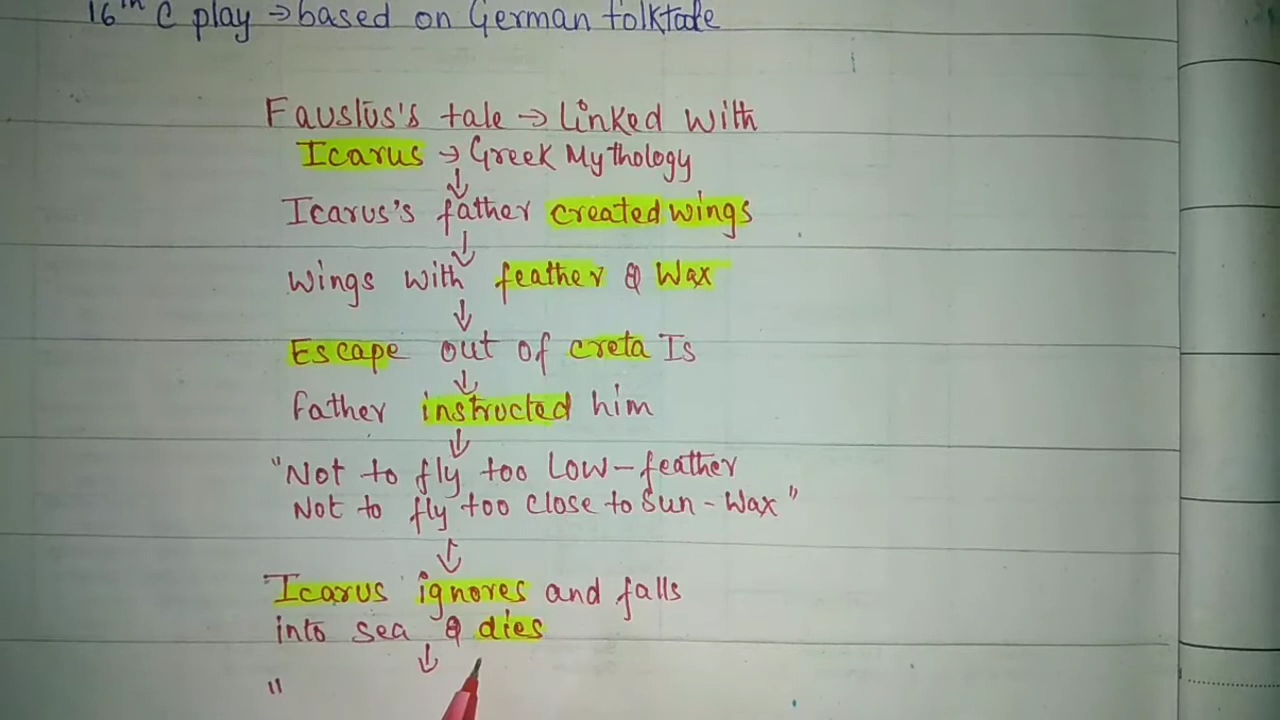 16th C play → based on German folktale
Faustus's tale → Linked with
Icarus → Greek Mythology
↓
Icarus's father created wings
↓
Wings with feather & Wax
↓
Escape out of creta Is
↓
Father instructed him
↓
"Not to fly too Low - feather
Not to fly too close to Sun - Wax"
↓
Icarus ignores and falls
into sea & dies
↓
"